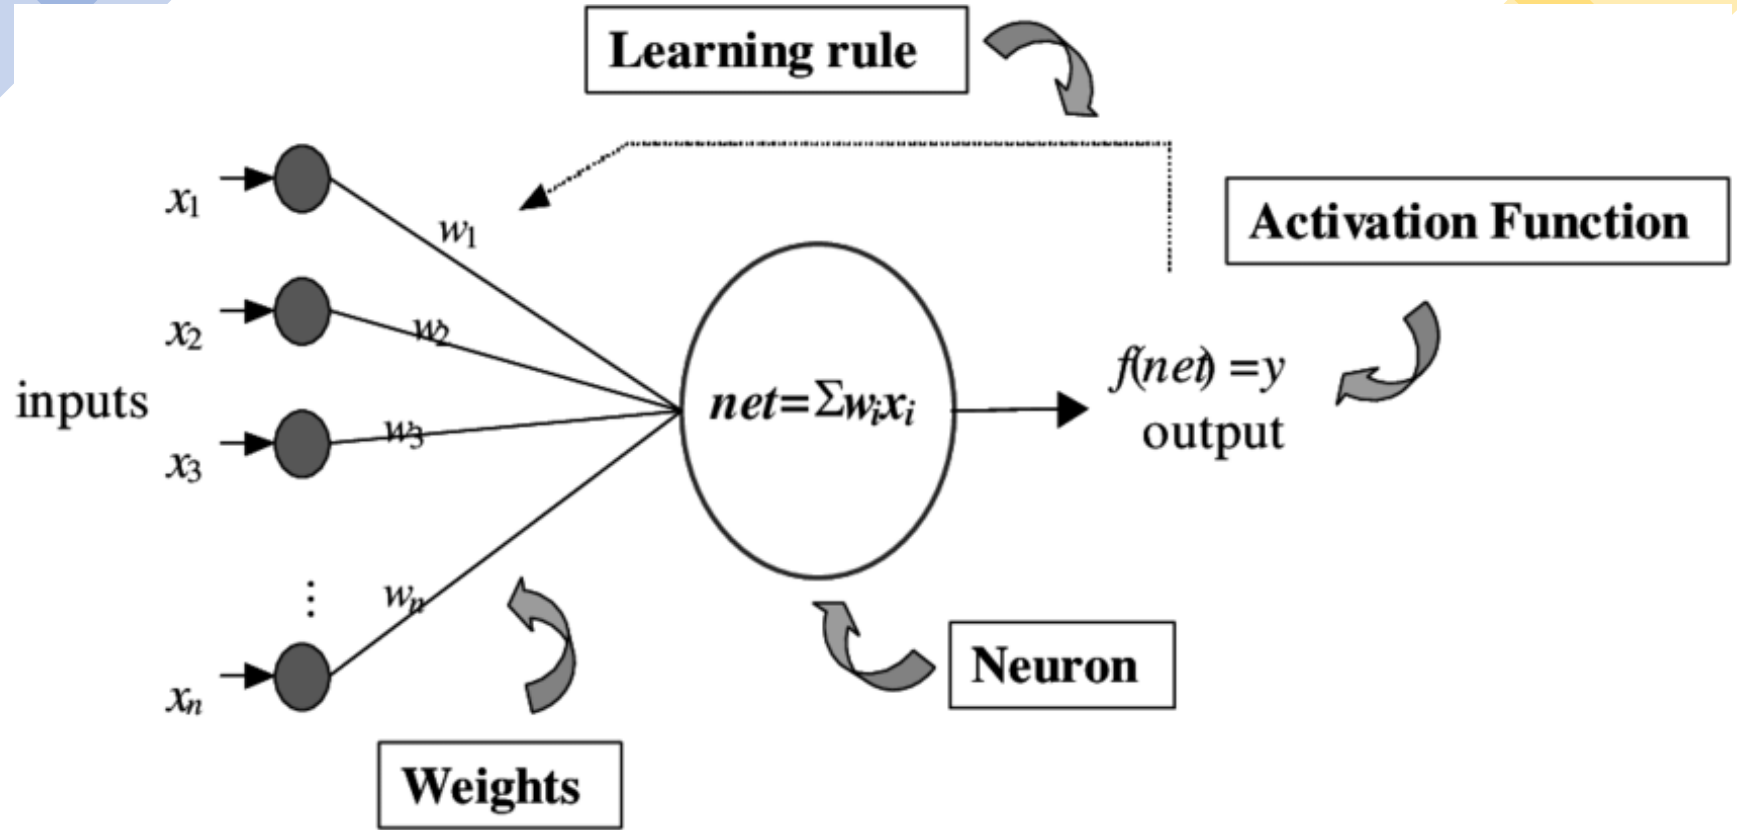 Learning rule
x1
w1
Activation Function
x2
w2
f(net) =y
inputs
net=Σwixi
output
w3
x3
⋮
wn
xn
Neuron
Weights